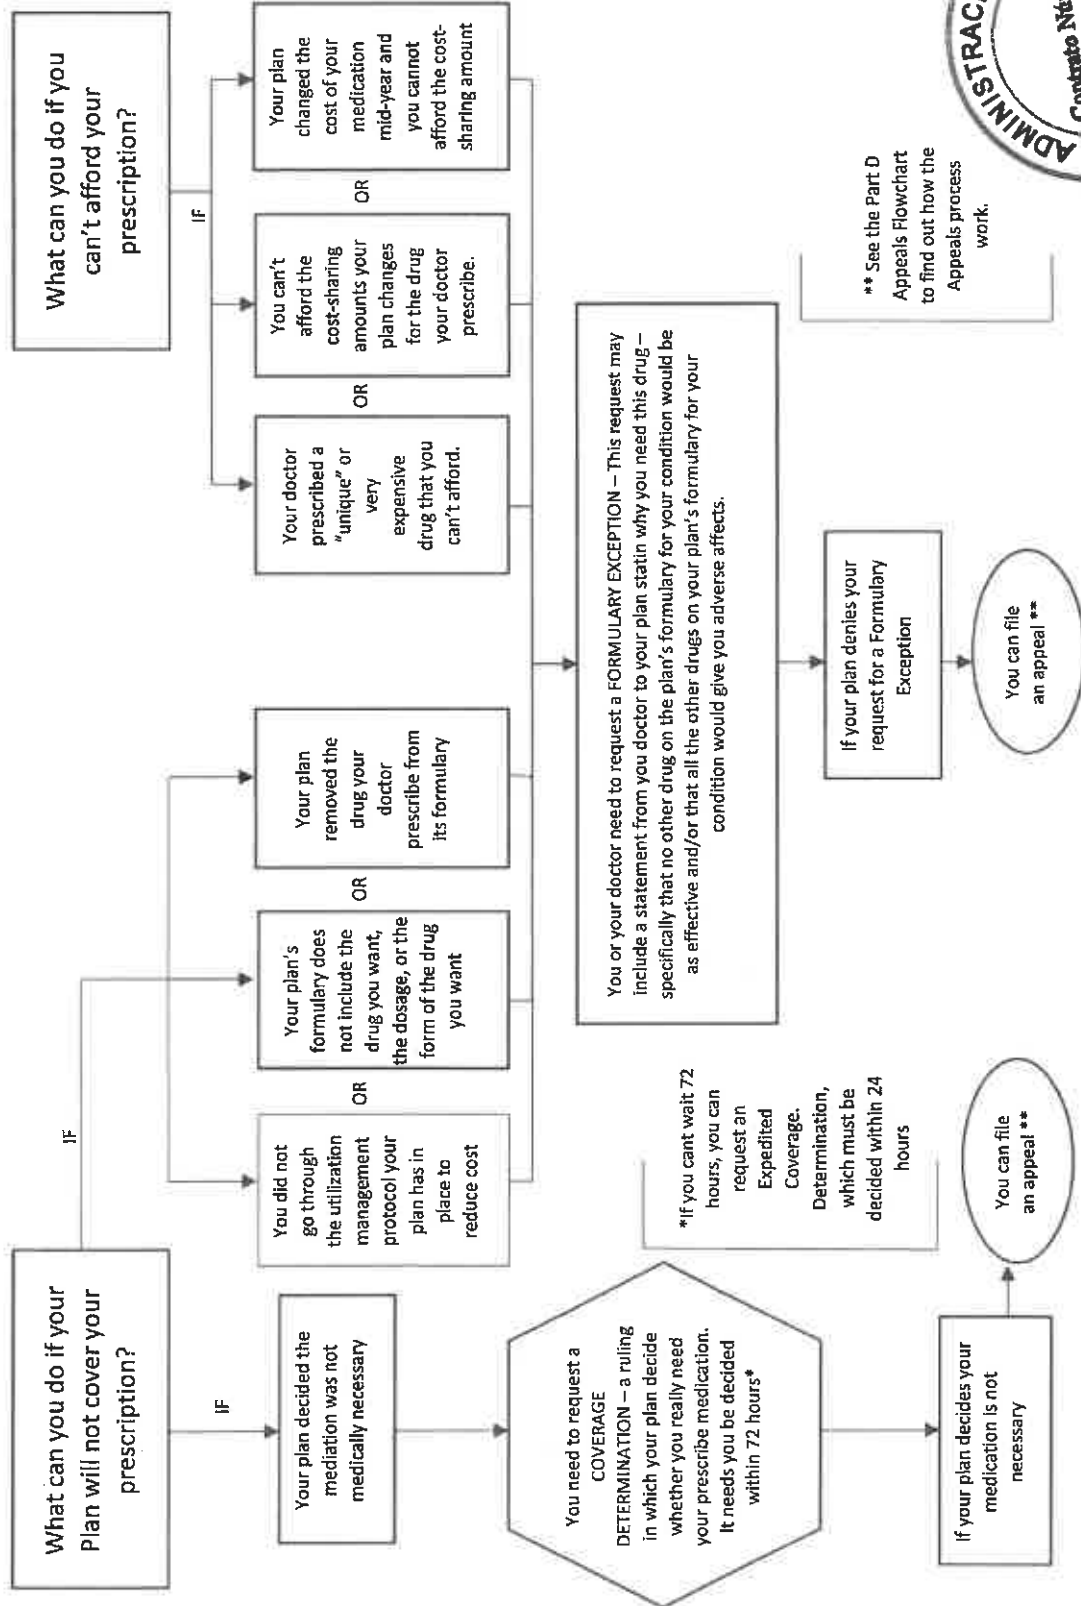 What can you do if your
Plan will not cover your
prescription?
IF
IF
Your plan decided the
mediation was not
medically necessary
You need to request a
COVERAGE
DETERMINATION – a ruling
in which your plan decide
whether you really need
your prescribe medication.
It needs you be decided
within 72 hours*
If your plan decides your
medication is not
necessary
You can file
an appeal **
*If you cant wait 72
hours, you can
request an
Expedited
Coverage.
Determination,
which must be
decided within 24
hours
You did not
go through
the utilization
management
protocol your
plan has in
place to
reduce cost
OR
Your plan's
formulary does
not include the
drug you want,
the dosage, or the
form of the drug
you want
OR
Your plan
removed the
drug your
doctor
prescribe from
its formulary
What can you do if you
can't afford your
prescription?
IF
Your doctor
prescribed a
"unique" or
very
expensive
drug that you
can't afford.
OR
You can't
afford the
cost-sharing
amounts your
plan changes
for the drug
your doctor
prescribe.
OR
Your plan
changed the
cost of your
medication
mid-year and
you cannot
afford the cost-
sharing amount
You or your doctor need to request a FORMULARY EXCEPTION – This request may
include a statement from you doctor to your plan statin why you need this drug –
specifically that no other drug on the plan's formulary for your condition would be
as effective and/or that all the other drugs on your plan's formulary for your
condition would give you adverse affects.
If your plan denies your
request for a Formulary
Exception
You can file
an appeal **
** See the Part D
Appeals Flowchart
to find out how the
Appeals process
work.
ADMINISTRAC
Contrato Nú